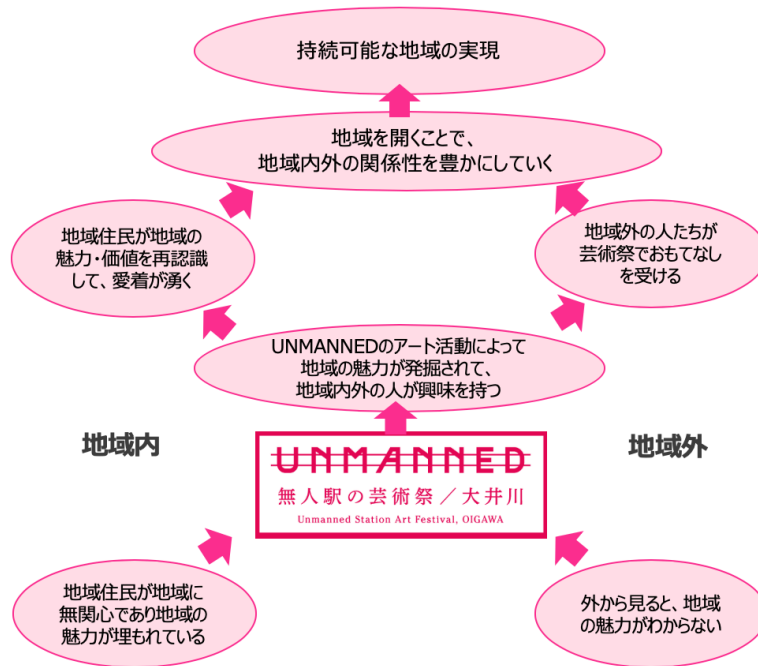 持続可能な地域の実現
地域を開くことで、
地域内外の関係性を豊かにしていく
地域住民が地域の
魅力・価値を再認識
して、愛着が湧く
地域外の人たちが
芸術祭でおもてなし
を受ける
UNMANNEDのアート活動によって
地域の魅力が発掘されて、
地域内外の人が興味を持つ
地域内
地域外
UNMANNED
無人駅の芸術祭／大井川
Unmanned Station Art Festival, OIGAWA
地域住民が地域に
無関心であり地域の
魅力が埋もれている
外から見ると、地域
の魅力がわからない